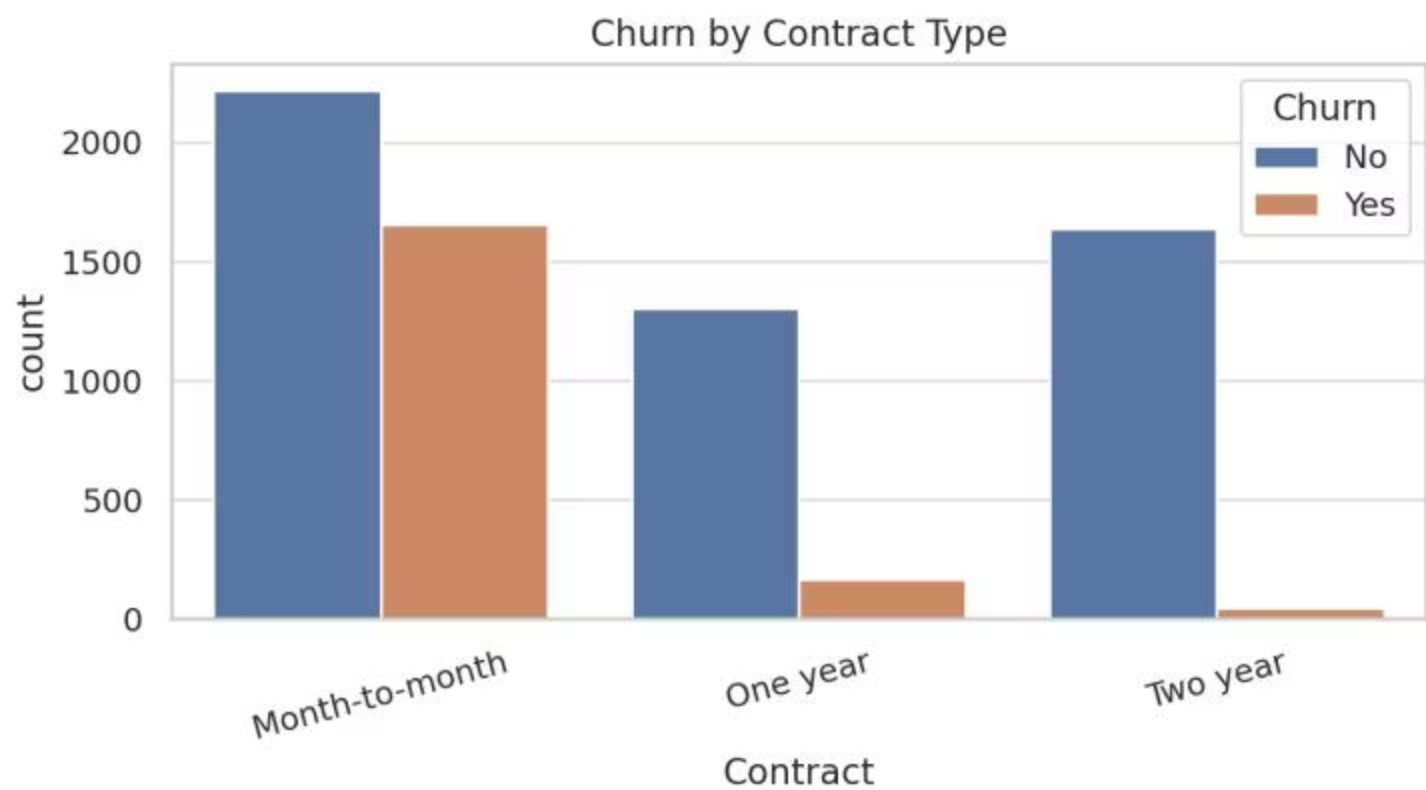 Churn by Contract Type
Churn
No
Yes
2000
1500
1000
500
0
count
Month-to-month
One year
Two year
Contract